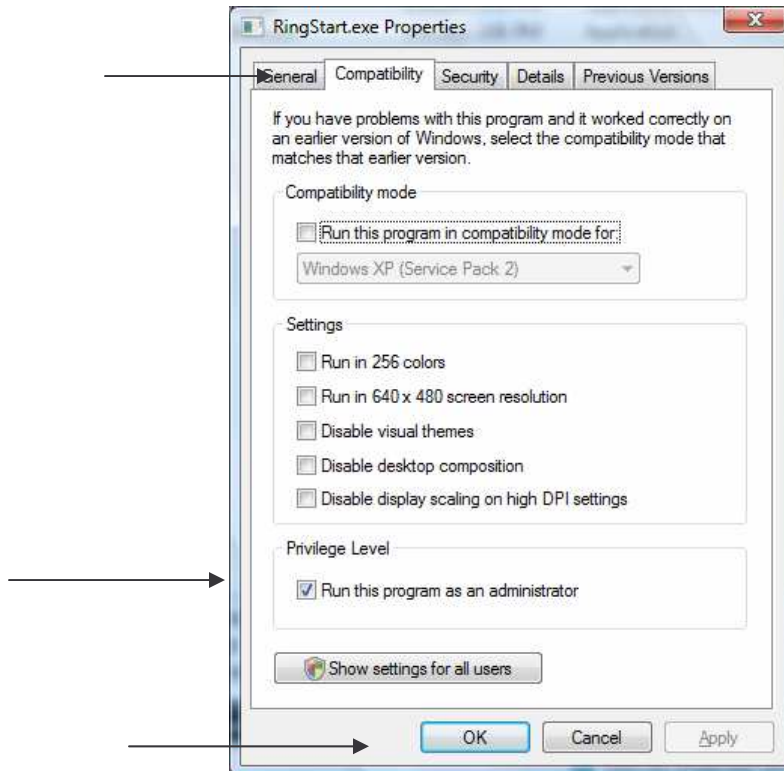 RingStart.exe Properties
General Compatibility Security Details Previous Versions
If you have problems with this program and it worked correctly on
an earlier version of Windows, select the compatibility mode that
matches that earlier version.
Compatibility mode
Run this program in compatibility mode for:
Windows XP (Service Pack 2)
Settings
Run in 256 colors
Run in 640 x 480 screen resolution
Disable visual themes
Disable desktop composition
Disable display scaling on high DPI settings
Privilege Level
Run this program as an administrator
Show settings for all users
OK Cancel Apply